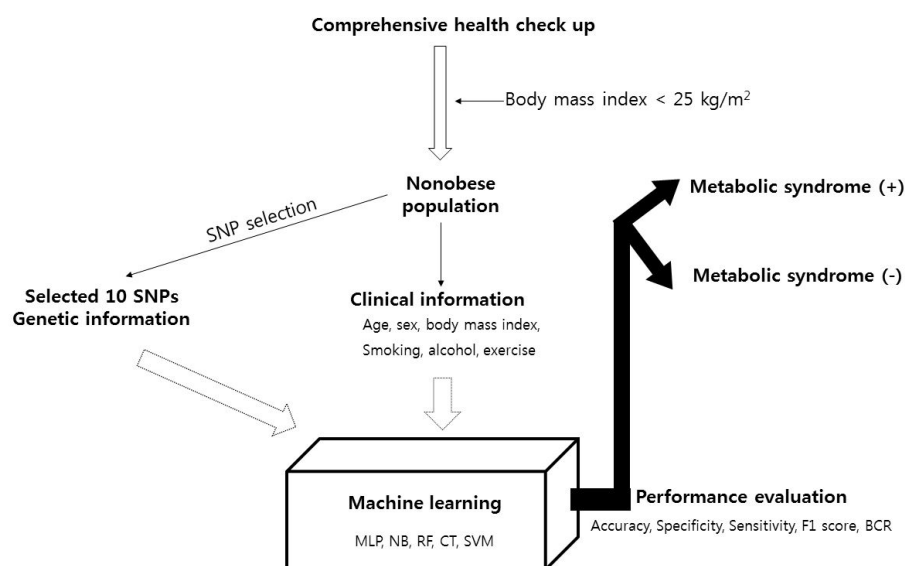 Comprehensive health check up
Body mass index < 25 kg/m²
Nonobese
population
SNP selection
Selected 10 SNPs
Genetic information
Clinical information
Age, sex, body mass index,
Smoking, alcohol, exercise
Machine learning
MLP, NB, RF, CT, SVM
Metabolic syndrome (+)
Metabolic syndrome (-)
Performance evaluation
Accuracy, Specificity, Sensitivity, F1 score, BCR